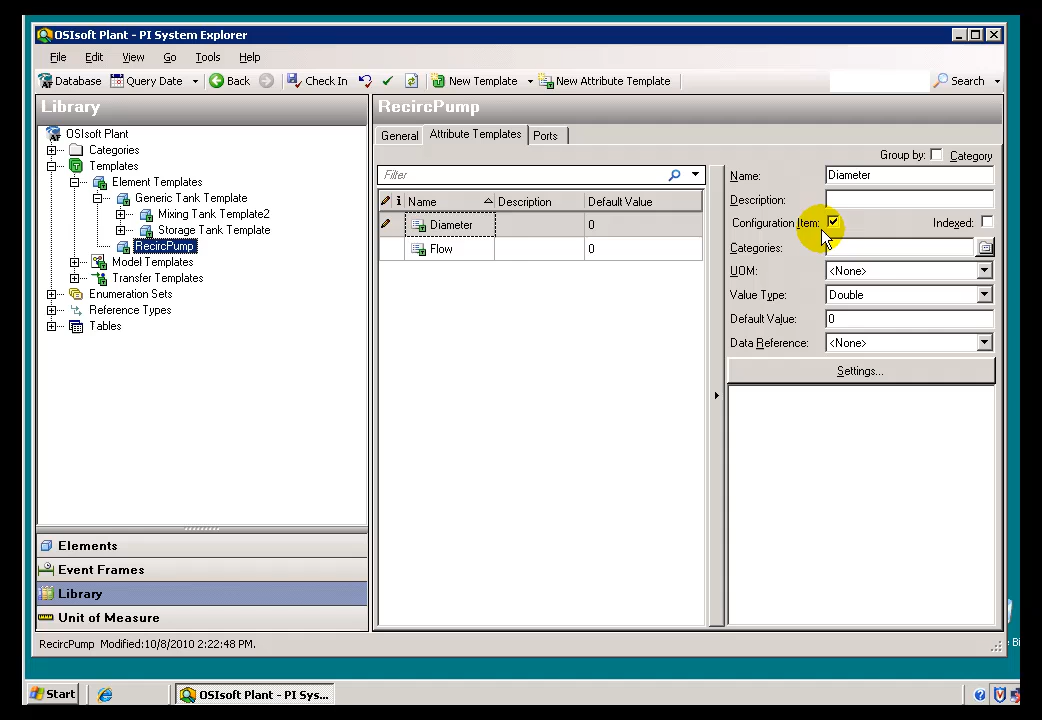 OSIsoft Plant - PI System Explorer
File Edit View Go Tools Help
Database Query Date Back Check In New Template New Attribute Template Search
Library
OSIsoft Plant
Categories
Templates
Element Templates
Generic Tank Template
Mixing Tank Template2
Storage Tank Template
RecircPump
Model Templates
Transfer Templates
Enumeration Sets
Reference Types
Tables
Elements
Event Frames
Library
Unit of Measure
RecircPump
General Attribute Templates Ports
Group by: Category
Filter
Name Description Default Value
Diameter 0
Flow 0
Name: Diameter
Description:
Configuration Item: Indexed:
Categories:
UOM: <None>
Value Type: Double
Default Value: 0
Data Reference: <None>
Settings...
RecircPump Modified:10/8/2010 2:22:48 PM.
Start OSIsoft Plant - PI Sys...